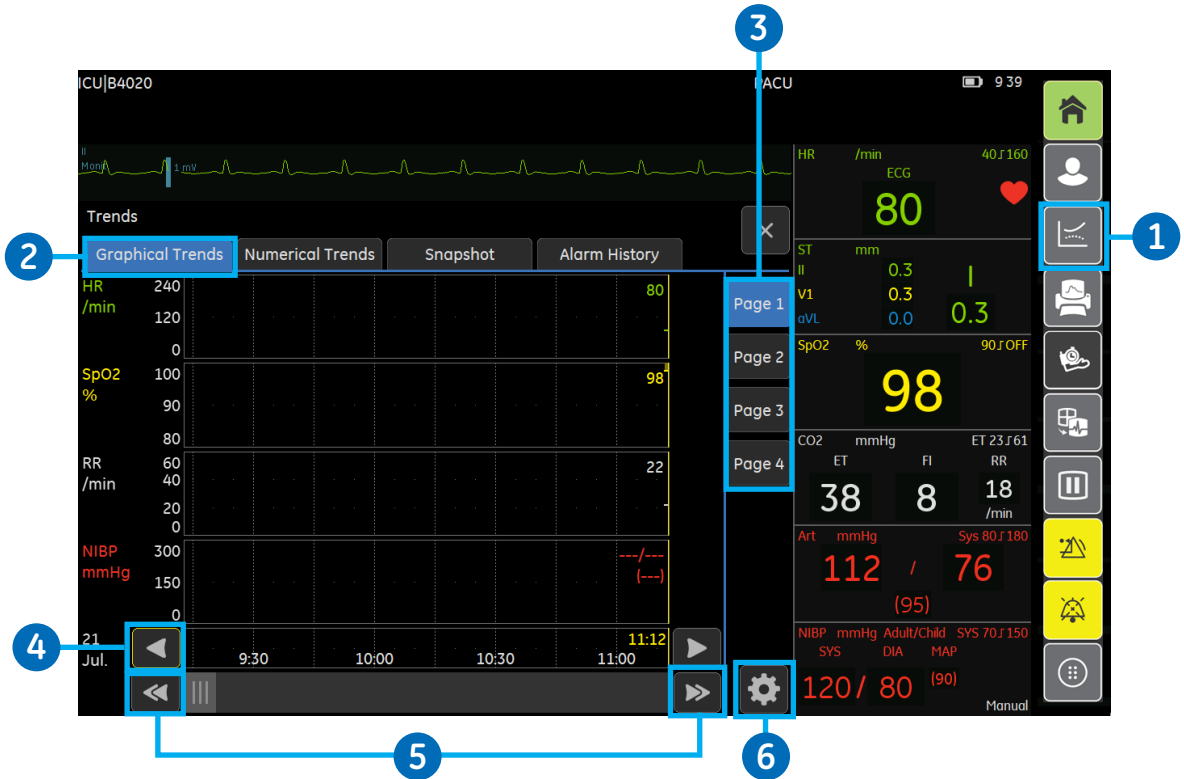 3
ICU|B4020
PACU
9 39
II
Monit
1 mV
HR /min 40 160
ECG
80
Trends
2
Graphical Trends
Numerical Trends
Snapshot
Alarm History
1
ST mm
II 0.3
V1 0.3
aVL 0.0
0.3
HR
/min
240
120
0
80
Page 1
Page 2
Page 3
Page 4
SpO2 % 90 OFF
98
SpO2
%
100
90
80
98
CO2 mmHg ET 23 61
ET FI RR
38 8 18
/min
RR
/min
60
40
20
0
22
Art mmHg Sys 80 180
112 / 76
(95)
NIBP
mmHg
300
150
0
---/---
(---)
NIBP mmHg Adult/Child SYS 70 150
SYS DIA MAP
120/ 80 (90)
Manual
4
21
Jul.
9:30 10:00 10:30 11:00
11:12
5
6